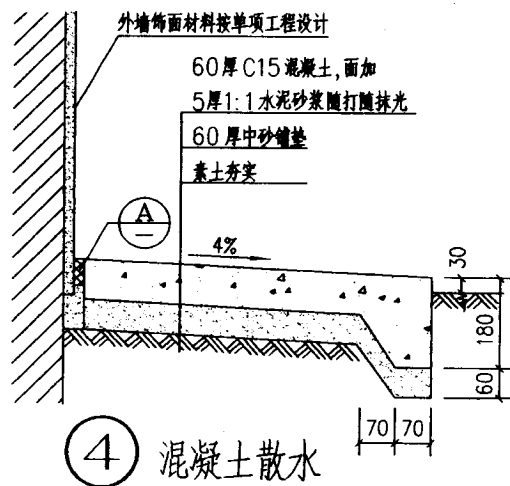 外墙饰面材料按单项工程设计
60厚C15混凝土,面加
5厚1:1水泥砂浆随打随抹光
60厚中砂铺垫
素土夯实
A
4%
30
180
60
70 70
4 混凝土散水